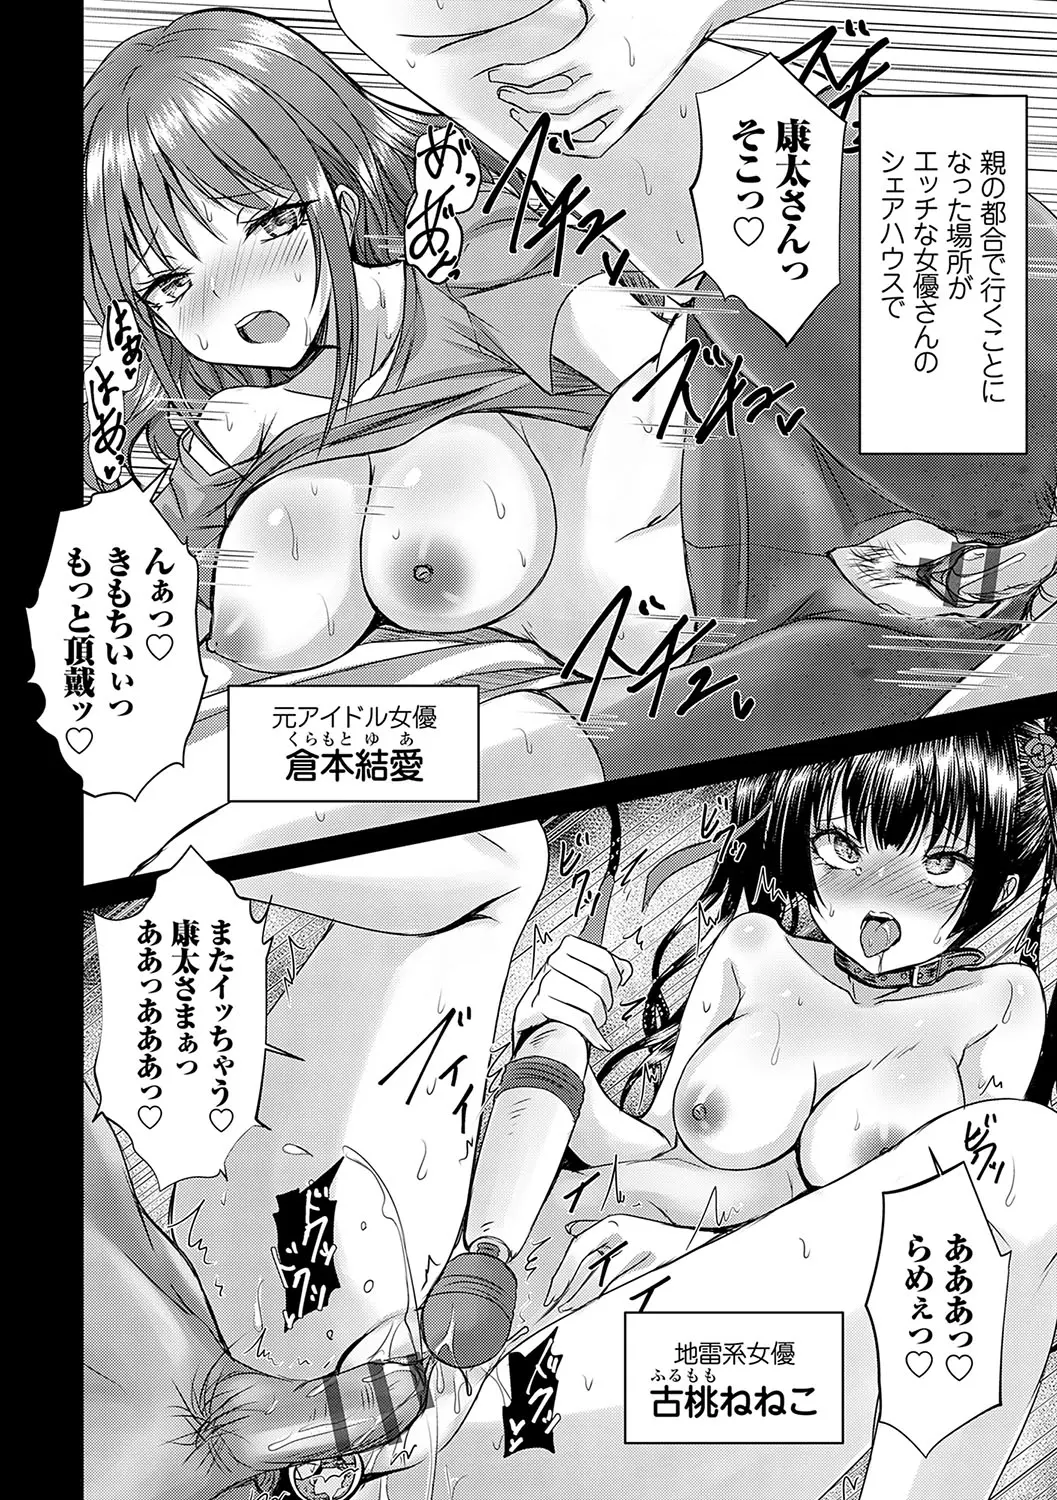 親の都合で行くことに
なった場所が
エッチな女優さんの
シェアハウスで
康太さんっ
そこっ♡
んぁっ♡
きもちいぃっ
もっと頂戴ッ♡
元アイドル女優
くらもと ゆ あ
倉本結愛
またイッちゃう♡
康太さまぁっ
ああっあああっ♡
あああっ♡
らめぇっ♡
地雷系女優
ふるもも
古桃ねねこ